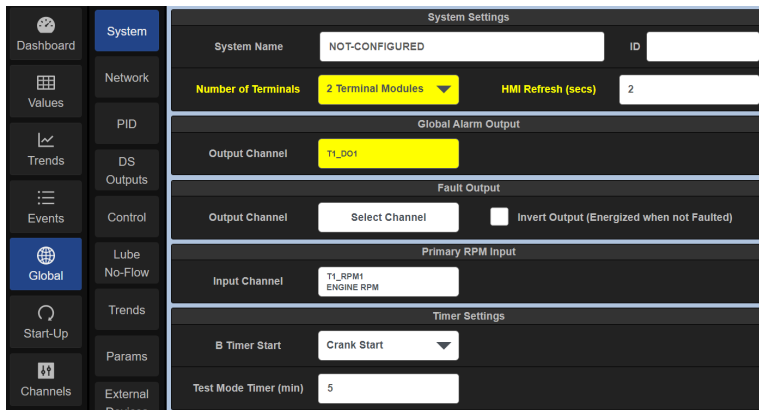 Dashboard
Values
Trends
Events
Global
Start-Up
Channels
System
Network
PID
DS
Outputs
Control
Lube
No-Flow
Trends
Params
External
System Settings
System Name NOT-CONFIGURED ID
Number of Terminals 2 Terminal Modules HMI Refresh (secs) 2
Global Alarm Output
Output Channel T1_DO1
Fault Output
Output Channel Select Channel Invert Output (Energized when not Faulted)
Primary RPM Input
Input Channel T1_RPM1
ENGINE RPM
Timer Settings
B Timer Start Crank Start
Test Mode Timer (min) 5